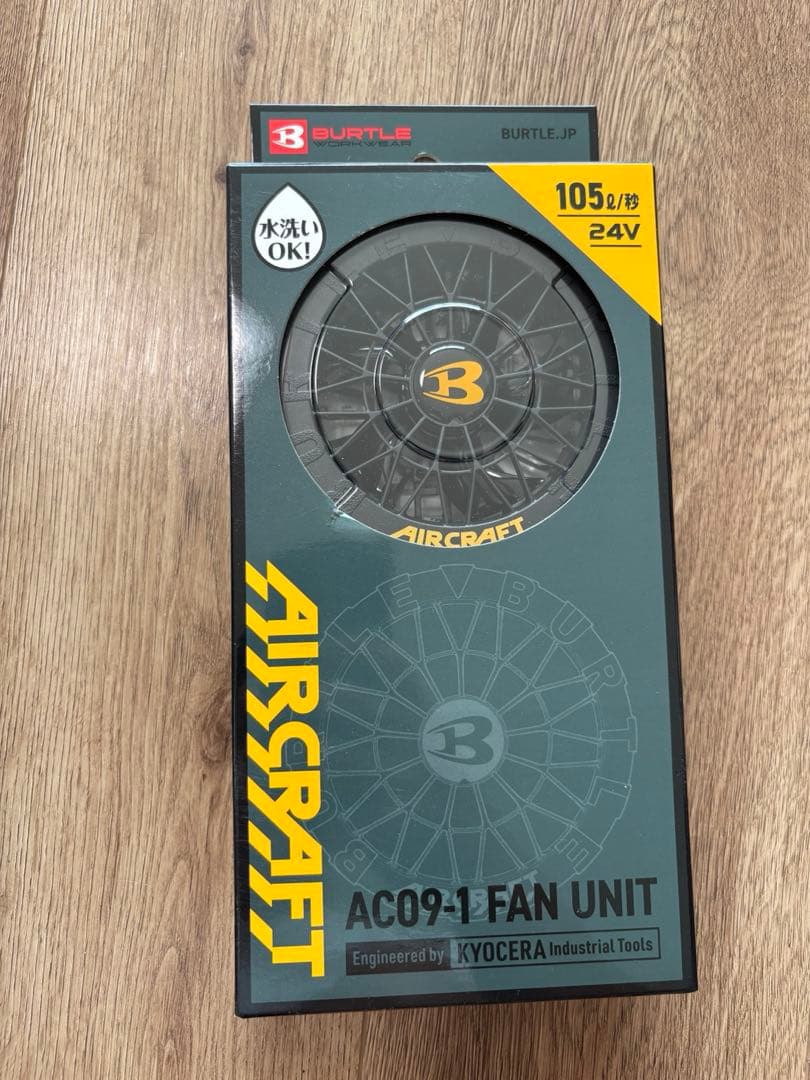 BURTLE
WORKWEAR
BURTLE.JP
水洗い
OK!
105ℓ/秒
24V
B
AIRCRAFT
AIRCRAFT
LEVBURTLE
B
AC09-1 FAN UNIT
Engineered by KYOCERA Industrial Tools